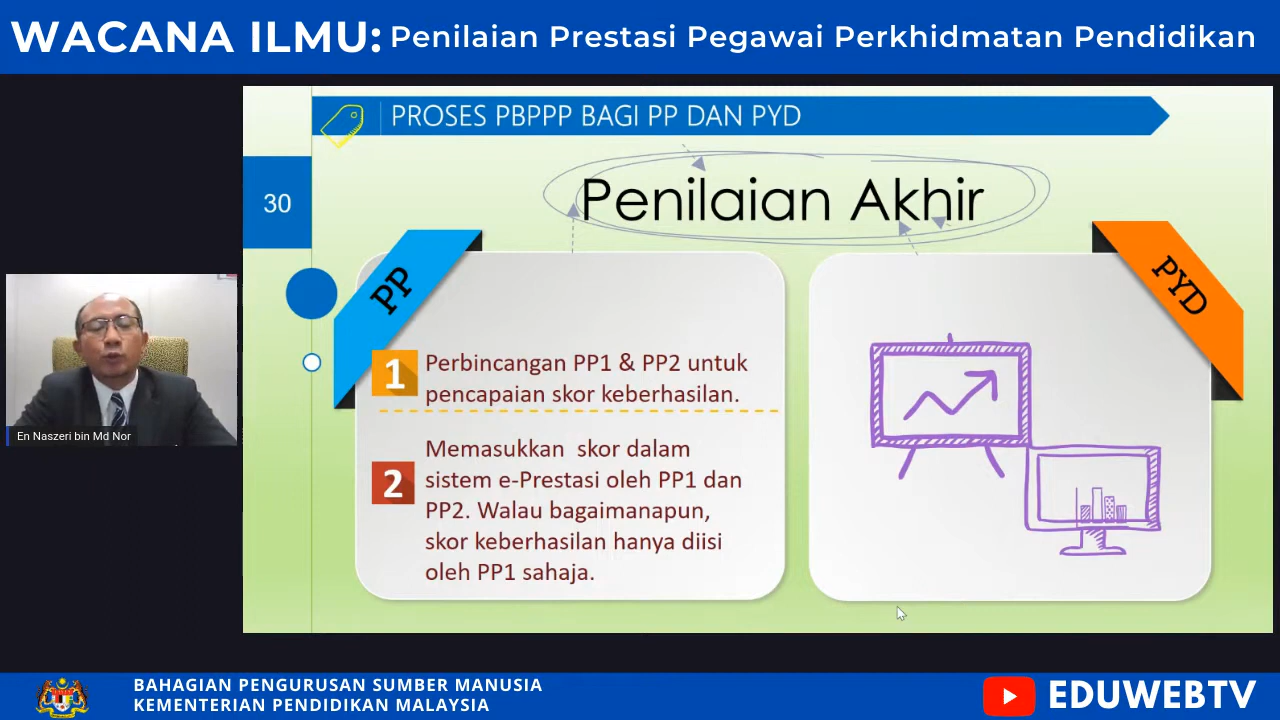 WACANA ILMU: Penilaian Prestasi Pegawai Perkhidmatan Pendidikan
PROSES PBPPP BAGI PP DAN PYD
30
Penilaian Akhir
PP
1
Perbincangan PP1 & PP2 untuk
pencapaian skor keberhasilan.
2
Memasukkan skor dalam
sistem e-Prestasi oleh PP1 dan
PP2. Walau bagaimanapun,
skor keberhasilan hanya diisi
oleh PP1 sahaja.
PYD
En Naszeri bin Md Nor
BAHAGIAN PENGURUSAN SUMBER MANUSIA
KEMENTERIAN PENDIDIKAN MALAYSIA
EDUWEBTV